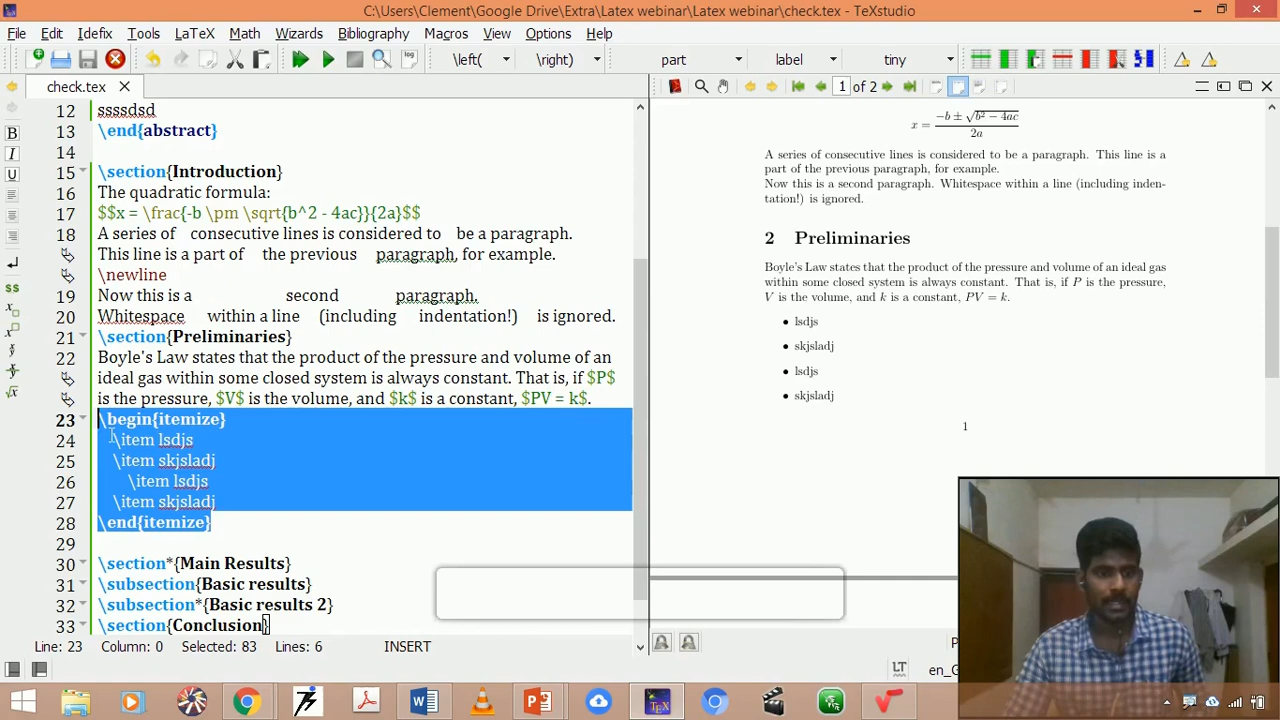 C:\Users\Clement\Google Drive\Extra\Latex webinar\Latex webinar\check.tex - TeXstudio
File Edit Idefix Tools LaTeX Math Wizards Bibliography Macros View Options Help
\left( \right) part label tiny
check.tex
1 of 2
12 ssssdsd
13 \end{abstract}
14
15 \section{Introduction}
16 The quadratic formula:
17 $$x = \frac{-b \pm \sqrt{b^2 - 4ac}}{2a}$$
18 A series of consecutive lines is considered to be a paragraph.
This line is a part of the previous paragraph, for example.
\newline
19 Now this is a second paragraph.
20 Whitespace within a line (including indentation!) is ignored.
21 \section{Preliminaries}
22 Boyle's Law states that the product of the pressure and volume of an
ideal gas within some closed system is always constant. That is, if $P$
is the pressure, $V$ is the volume, and $k$ is a constant, $PV = k$.
23 \begin{itemize}
24 \item lsdjs
25 \item skjsladj
26 \item lsdjs
27 \item skjsladj
28 \end{itemize}
29
30 \section*{Main Results}
31 \subsection{Basic results}
32 \subsection*{Basic results 2}
33 \section{Conclusion}
x = −b ± √b² − 4ac
2a
A series of consecutive lines is considered to be a paragraph. This line is a
part of the previous paragraph, for example.
Now this is a second paragraph. Whitespace within a line (including inden-
tation!) is ignored.
2 Preliminaries
Boyle's Law states that the product of the pressure and volume of an ideal gas
within some closed system is always constant. That is, if P is the pressure,
V is the volume, and k is a constant, PV = k.
• lsdjs
• skjsladj
• lsdjs
• skjsladj
1
Line: 23 Column: 0 Selected: 83 Lines: 6 INSERT
LT en_G